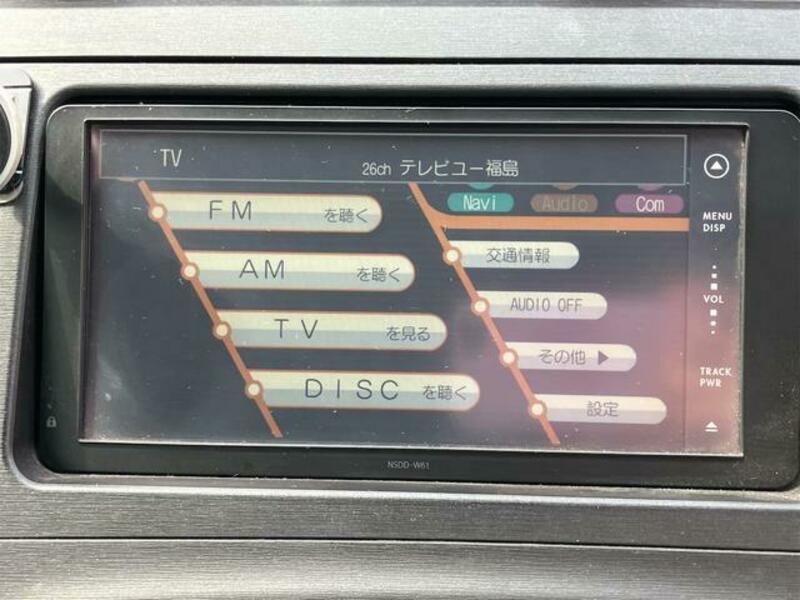 TV
26ch テレビユー福島
Navi Audio Com
MENU
DISP
FM を聴く
交通情報
AM を聴く
VOL
AUDIO OFF
TV を見る
その他 ▶
TRACK
PWR
DISC を聴く
設定
NSDD-W61